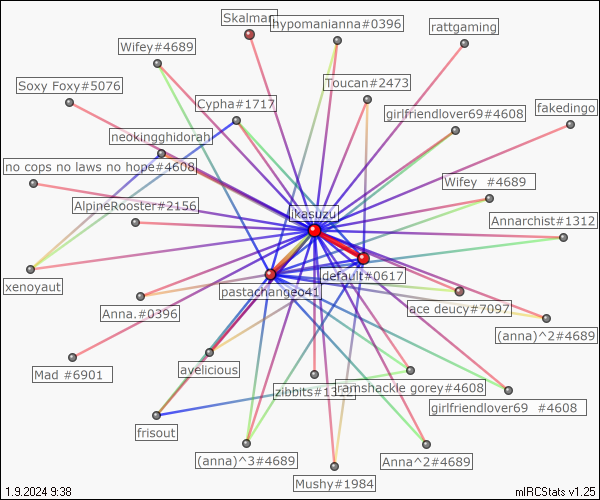 Skalman
hypomanianna#0396
rattgaming
Wifey#4689
Soxy Foxy#5076
Toucan#2473
Cypha#1717
girlfriendlover69#4608
fakedingo
neokingghidorah
no cops no laws no hope#4608
Wifey  #4689
AlpineRooster#2156
ikasuzu
Annarchist#1312
default#0617
xenoyaut
pastachangeo41
Anna.#0396
ace deucy#7097
(anna)^2#4689
Mad #6901
avelicious
zibbits#1312
ramshackle gorey#4608
girlfriendlover69  #4608
frisout
(anna)^3#4689
Anna^2#4689
Mushy#1984
1.9.2024 9:38
mIRCStats v1.25